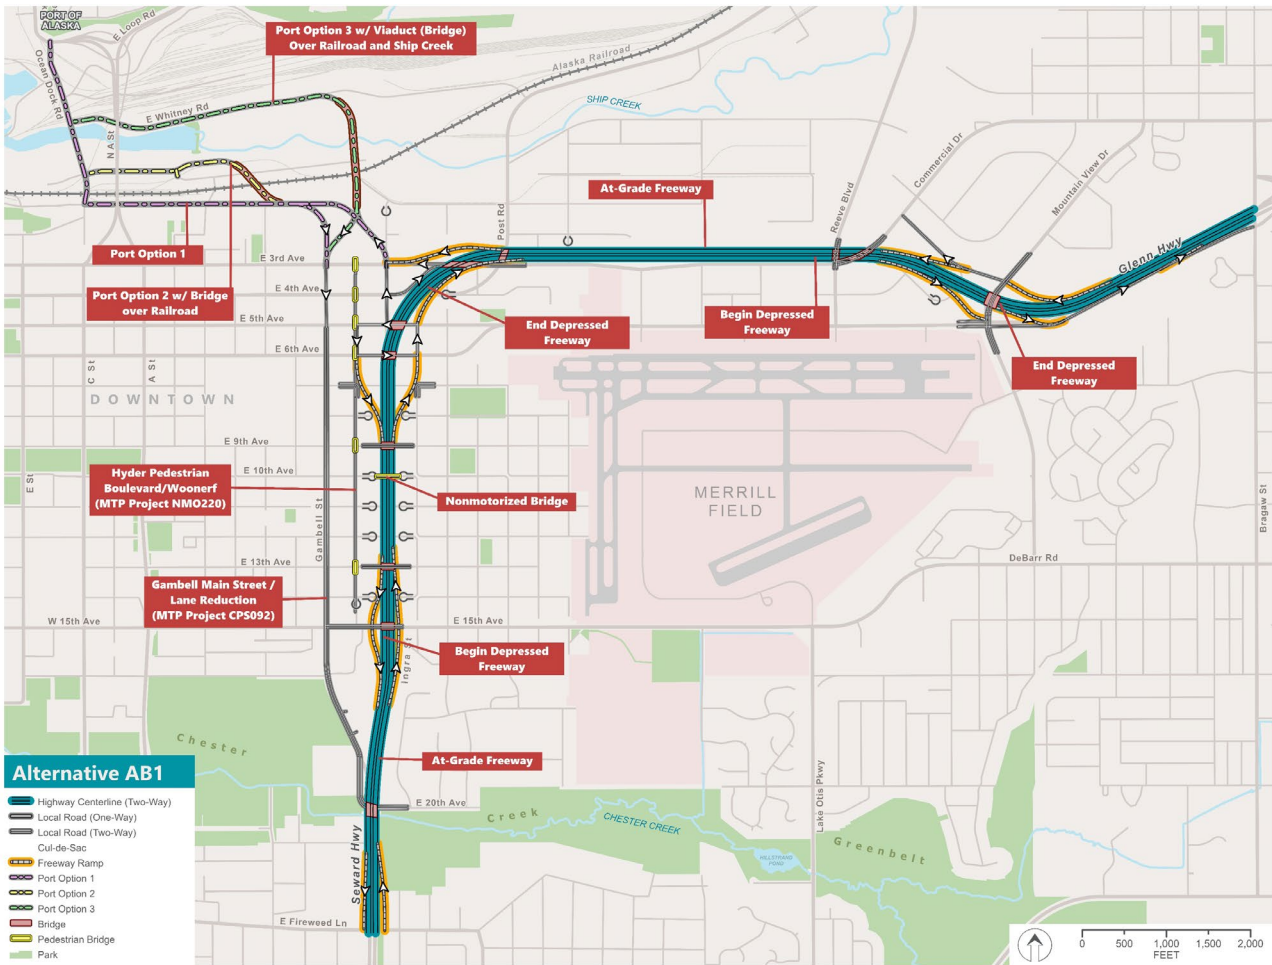 PORT OF
ALASKA
E Loop Rd
Ocean Dock Rd
Port Option 3 w/ Viaduct (Bridge)
Over Railroad and Ship Creek
Alaska Railroad
SHIP CREEK
E Whitney Rd
N A St
Commercial Dr
Mountain View Dr
Reeve Blvd
Post Rd
At-Grade Freeway
Glenn Hwy
Port Option 1
E 3rd Ave
Port Option 2 w/ Bridge
over Railroad
E 4th Ave
E 5th Ave
E 6th Ave
End Depressed
Freeway
Begin Depressed
Freeway
End Depressed
Freeway
C St
A St
DOWNTOWN
E 9th Ave
E 10th Ave
E St
Hyder Pedestrian
Boulevard/Woonerf
(MTP Project NMO220)
Gambell St
Nonmotorized Bridge
MERRILL
FIELD
Bragaw St
E 13th Ave
DeBarr Rd
Gambell Main Street /
Lane Reduction
(MTP Project CPS092)
W 15th Ave
E 15th Ave
Ingra St
Begin Depressed
Freeway
Chester
At-Grade Freeway
E 20th Ave
Creek
CHESTER CREEK
Lake Otis Pkwy
Greenbelt
HILLSTRAND
POND
Seward Hwy
E Fireweed Ln
Alternative AB1
Highway Centerline (Two-Way)
Local Road (One-Way)
Local Road (Two-Way)
Cul-de-Sac
Freeway Ramp
Port Option 1
Port Option 2
Port Option 3
Bridge
Pedestrian Bridge
Park
0 500 1,000 1,500 2,000
FEET